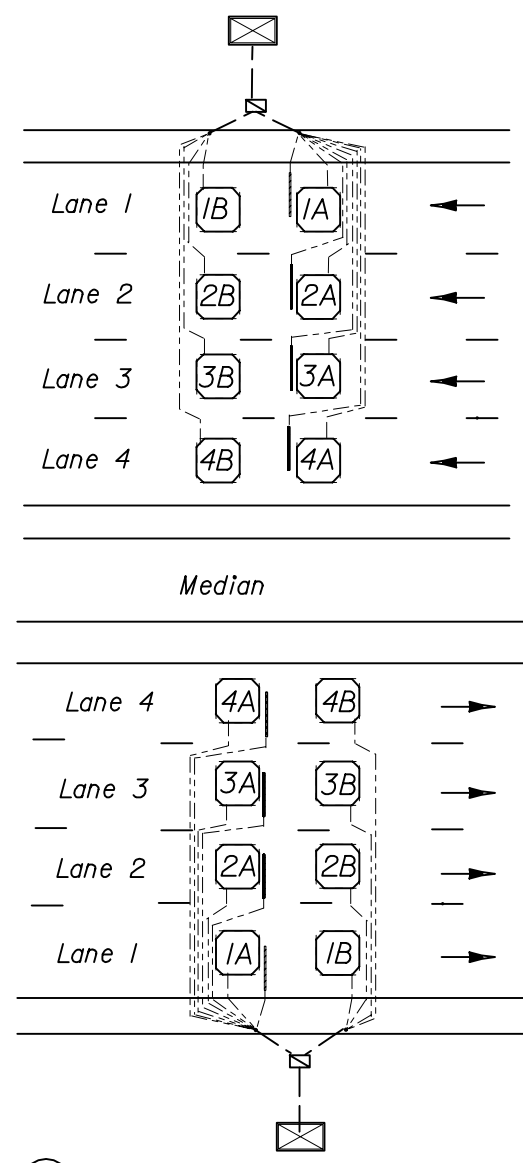 Lane 1 1B 1A
Lane 2 2B 2A
Lane 3 3B 3A
Lane 4 4B 4A
Median
Lane 4 4A 4B
Lane 3 3A 3B
Lane 2 2A 2B
Lane 1 1A 1B